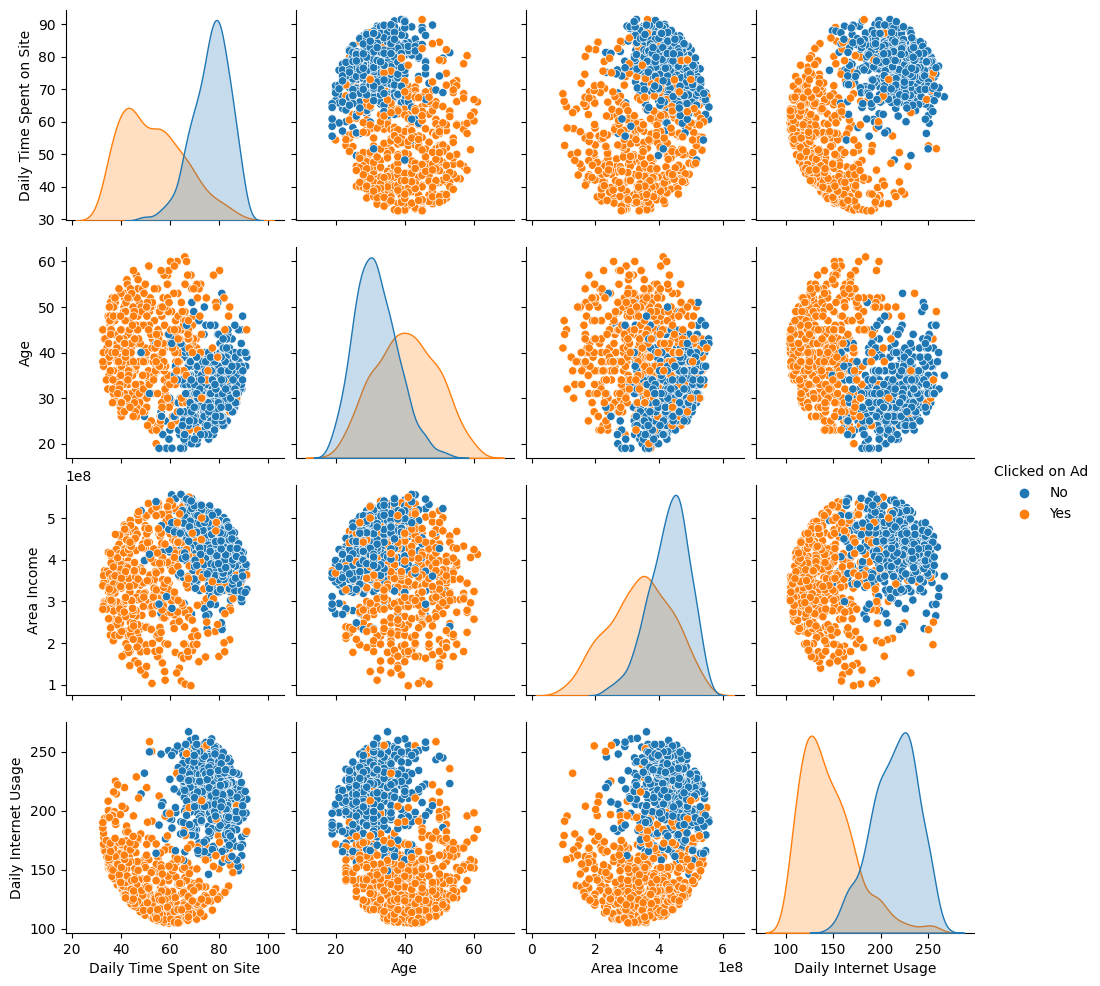 90
80
70
60
50
40
30
Daily Time Spent on Site
60
50
40
30
20
Age
1e8
5
4
3
2
1
Area Income
Clicked on Ad
No
Yes
250
200
150
100
Daily Internet Usage
20 40 60 80 100
20 40 60
0 2 4 6
1e8
100 150 200 250
Daily Time Spent on Site
Age
Area Income
Daily Internet Usage